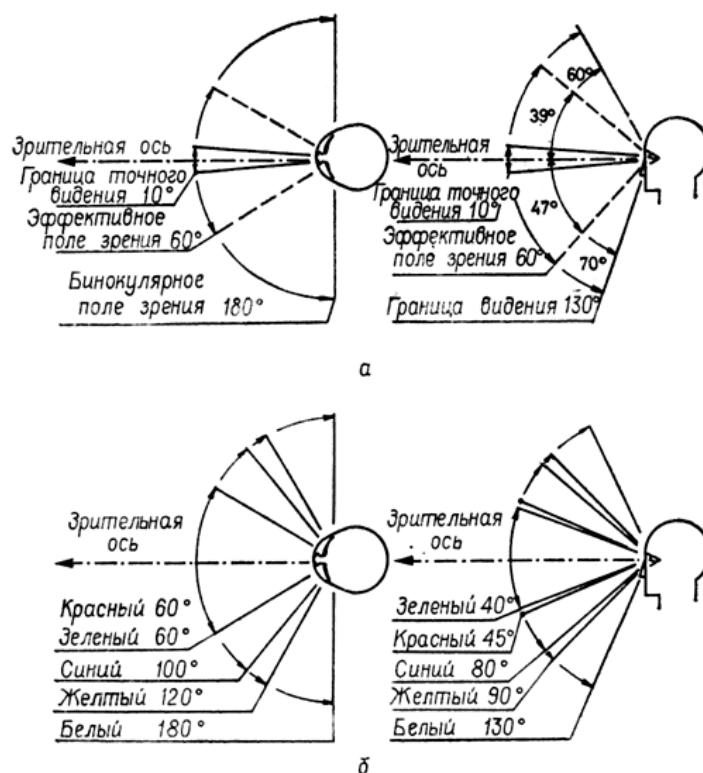 Зрительная ось
Граница точного
видения 10°
Эффективное
поле зрения 60°
Бинокулярное
поле зрения 180°
60°
39°
Зрительная
ось
Граница точного
видения 10°
47°
Эффективное
поле зрения 60°
70°
Граница видения 130°
а
Зрительная
ось
Красный 60°
Зеленый 60°
Синий 100°
Желтый 120°
Белый 180°
Зрительная
ось
Зеленый 40°
Красный 45°
Синий 80°
Желтый 90°
Белый 130°
б